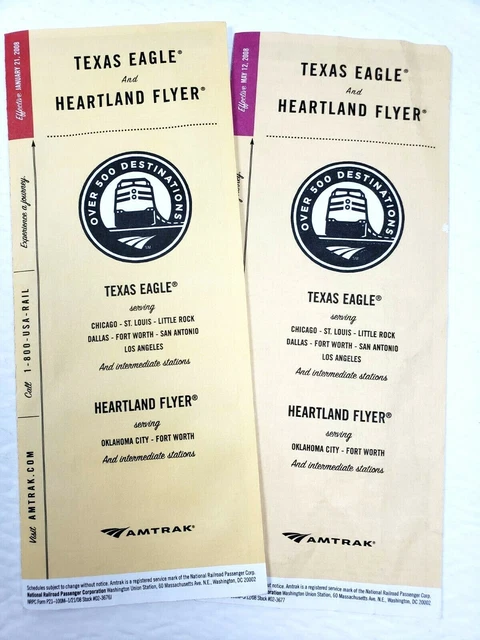 Effective JANUARY 21, 2008
TEXAS EAGLE®
And
HEARTLAND FLYER®
OVER 500 DESTINATIONS
TM
Experience a journey.
Call 1-800-USA-RAIL
Visit AMTRAK.COM
TEXAS EAGLE®
serving
CHICAGO - ST. LOUIS - LITTLE ROCK
DALLAS - FORT WORTH - SAN ANTONIO
LOS ANGELES
And intermediate stations
HEARTLAND FLYER®
serving
OKLAHOMA CITY - FORT WORTH
And intermediate stations
AMTRAK®
Schedules subject to change without notice. Amtrak is a registered service mark of the National Railroad Passenger Corp.
National Railroad Passenger Corporation Washington Union Station, 60 Massachusetts Ave. N.E., Washington, DC 20002
Effective MAY 12, 2008
TEXAS EAGLE®
And
HEARTLAND FLYER®
OVER 500 DESTINATIONS
TM
TEXAS EAGLE®
serving
CHICAGO - ST. LOUIS - LITTLE ROCK
DALLAS - FORT WORTH - SAN ANTONIO
LOS ANGELES
And intermediate stations
HEARTLAND FLYER®
serving
OKLAHOMA CITY - FORT WORTH
And intermediate stations
AMTRAK®
without notice. Amtrak is a registered service mark of the National Railroad Passenger Corp.
Washington Union Station, 60 Massachusetts Ave. N.E., Washington, DC 20002